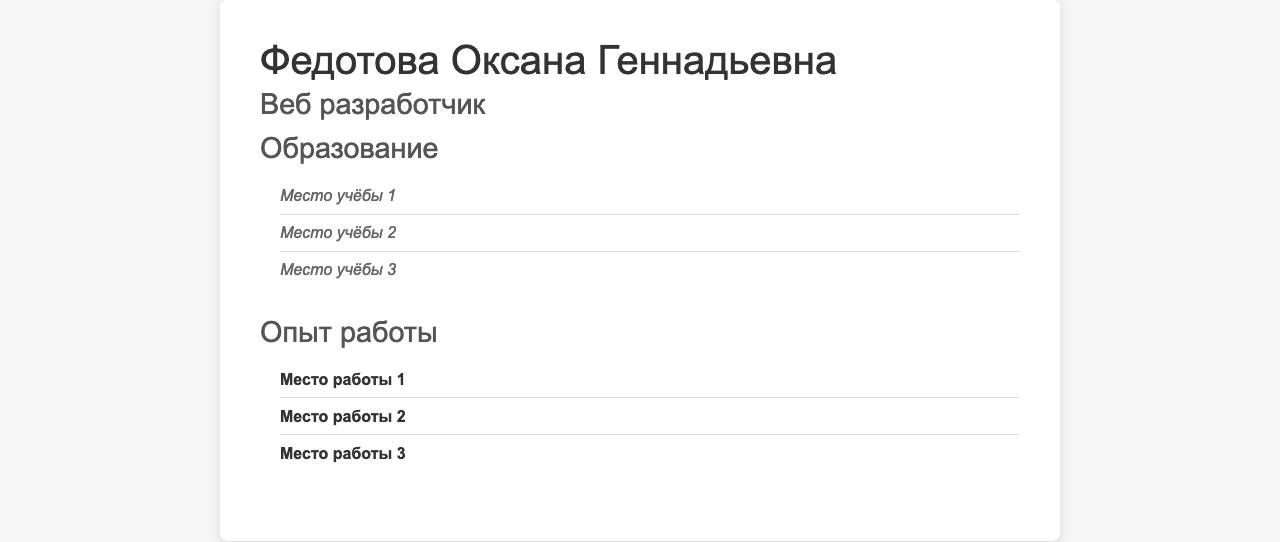 Федотова Оксана Геннадьевна
Веб разработчик
Образование
Место учёбы 1
Место учёбы 2
Место учёбы 3
Опыт работы
Место работы 1
Место работы 2
Место работы 3